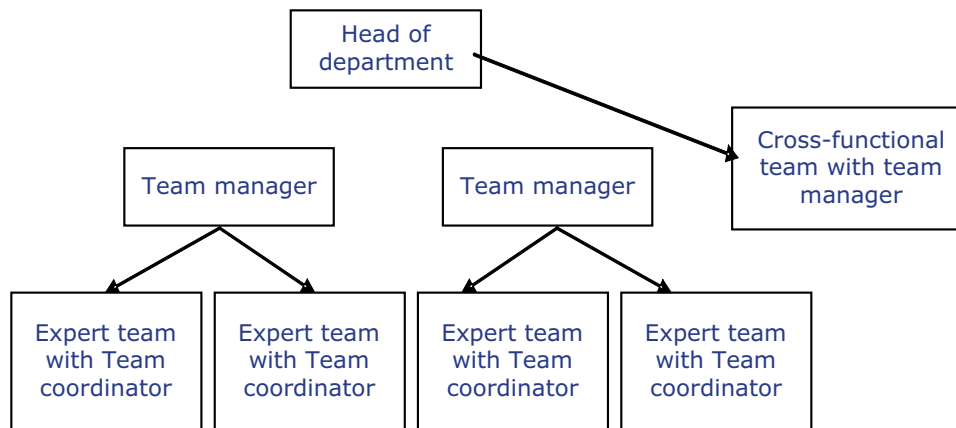 Head of
department
Cross-functional
team with team
manager
Team manager
Team manager
Expert team
with Team
coordinator
Expert team
with Team
coordinator
Expert team
with Team
coordinator
Expert team
with Team
coordinator